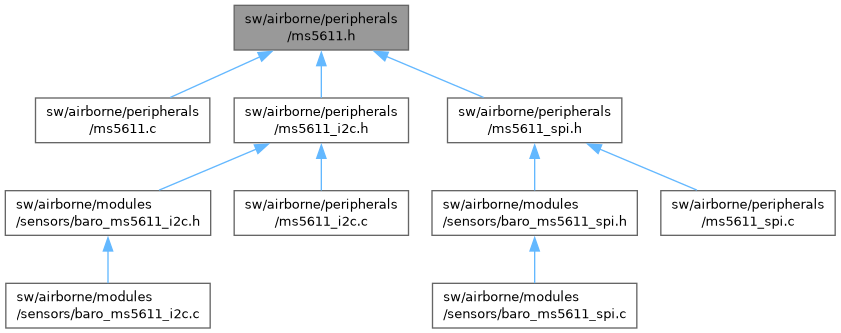 sw/airborne/peripherals
/ms5611.h
sw/airborne/peripherals
/ms5611.c
sw/airborne/peripherals
/ms5611_i2c.h
sw/airborne/peripherals
/ms5611_spi.h
sw/airborne/modules
/sensors/baro_ms5611_i2c.h
sw/airborne/peripherals
/ms5611_i2c.c
sw/airborne/modules
/sensors/baro_ms5611_spi.h
sw/airborne/peripherals
/ms5611_spi.c
sw/airborne/modules
/sensors/baro_ms5611_i2c.c
sw/airborne/modules
/sensors/baro_ms5611_spi.c